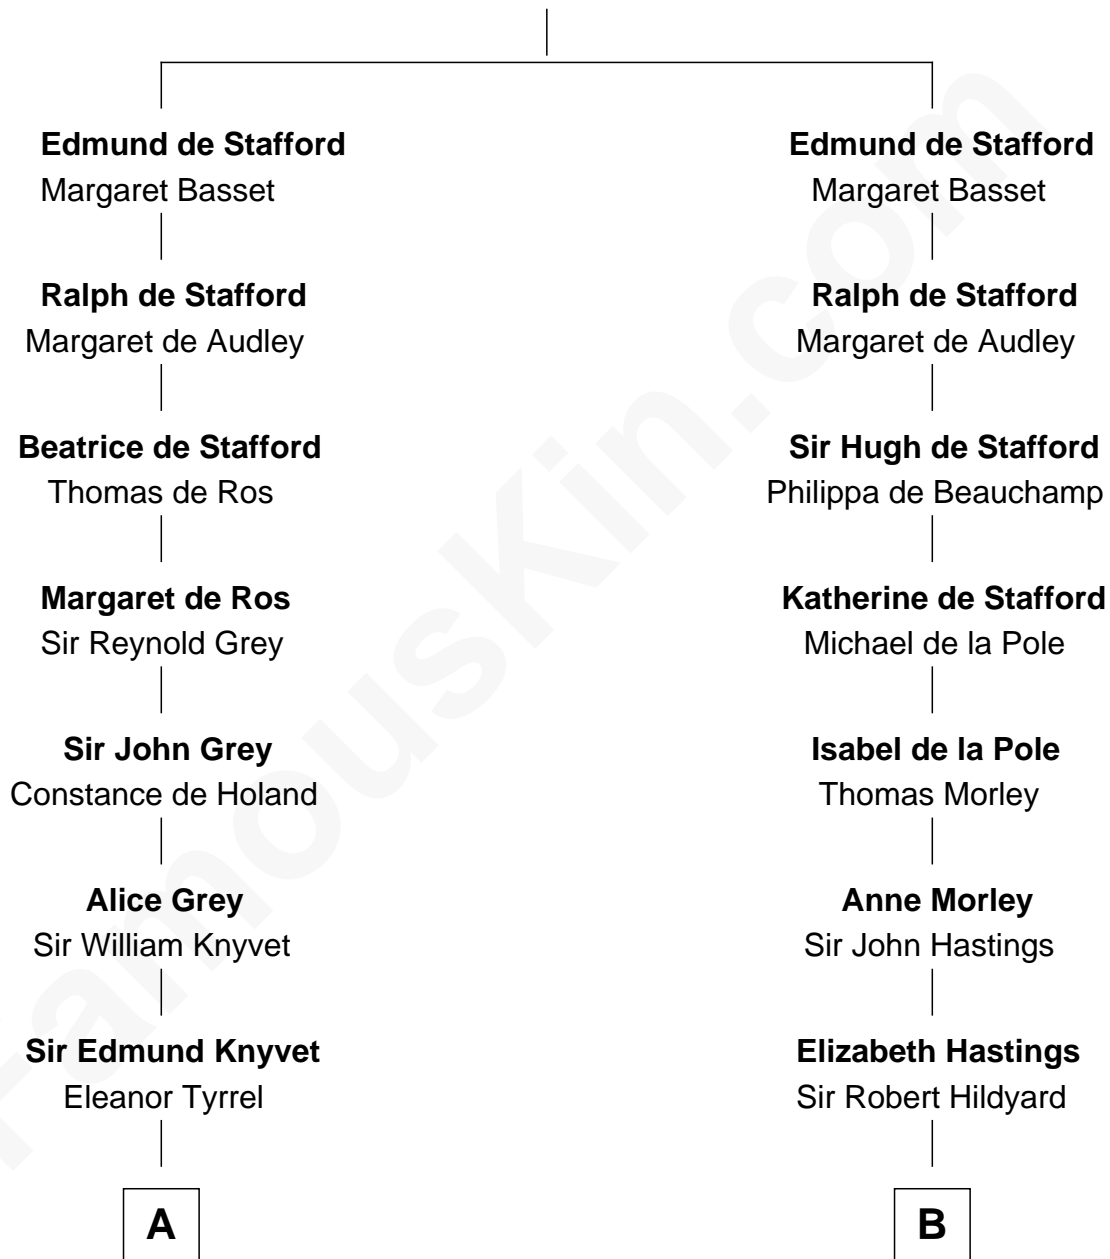 Edmund de Stafford
Margaret Basset
Ralph de Stafford
Margaret de Audley
Beatrice de Stafford
Thomas de Ros
Margaret de Ros
Sir Reynold Grey
Sir John Grey
Constance de Holand
Alice Grey
Sir William Knyvet
Sir Edmund Knyvet
Eleanor Tyrrel
A
Edmund de Stafford
Margaret Basset
Ralph de Stafford
Margaret de Audley
Sir Hugh de Stafford
Philippa de Beauchamp
Katherine de Stafford
Michael de la Pole
Isabel de la Pole
Thomas Morley
Anne Morley
Sir John Hastings
Elizabeth Hastings
Sir Robert Hildyard
B
FamousKin.com